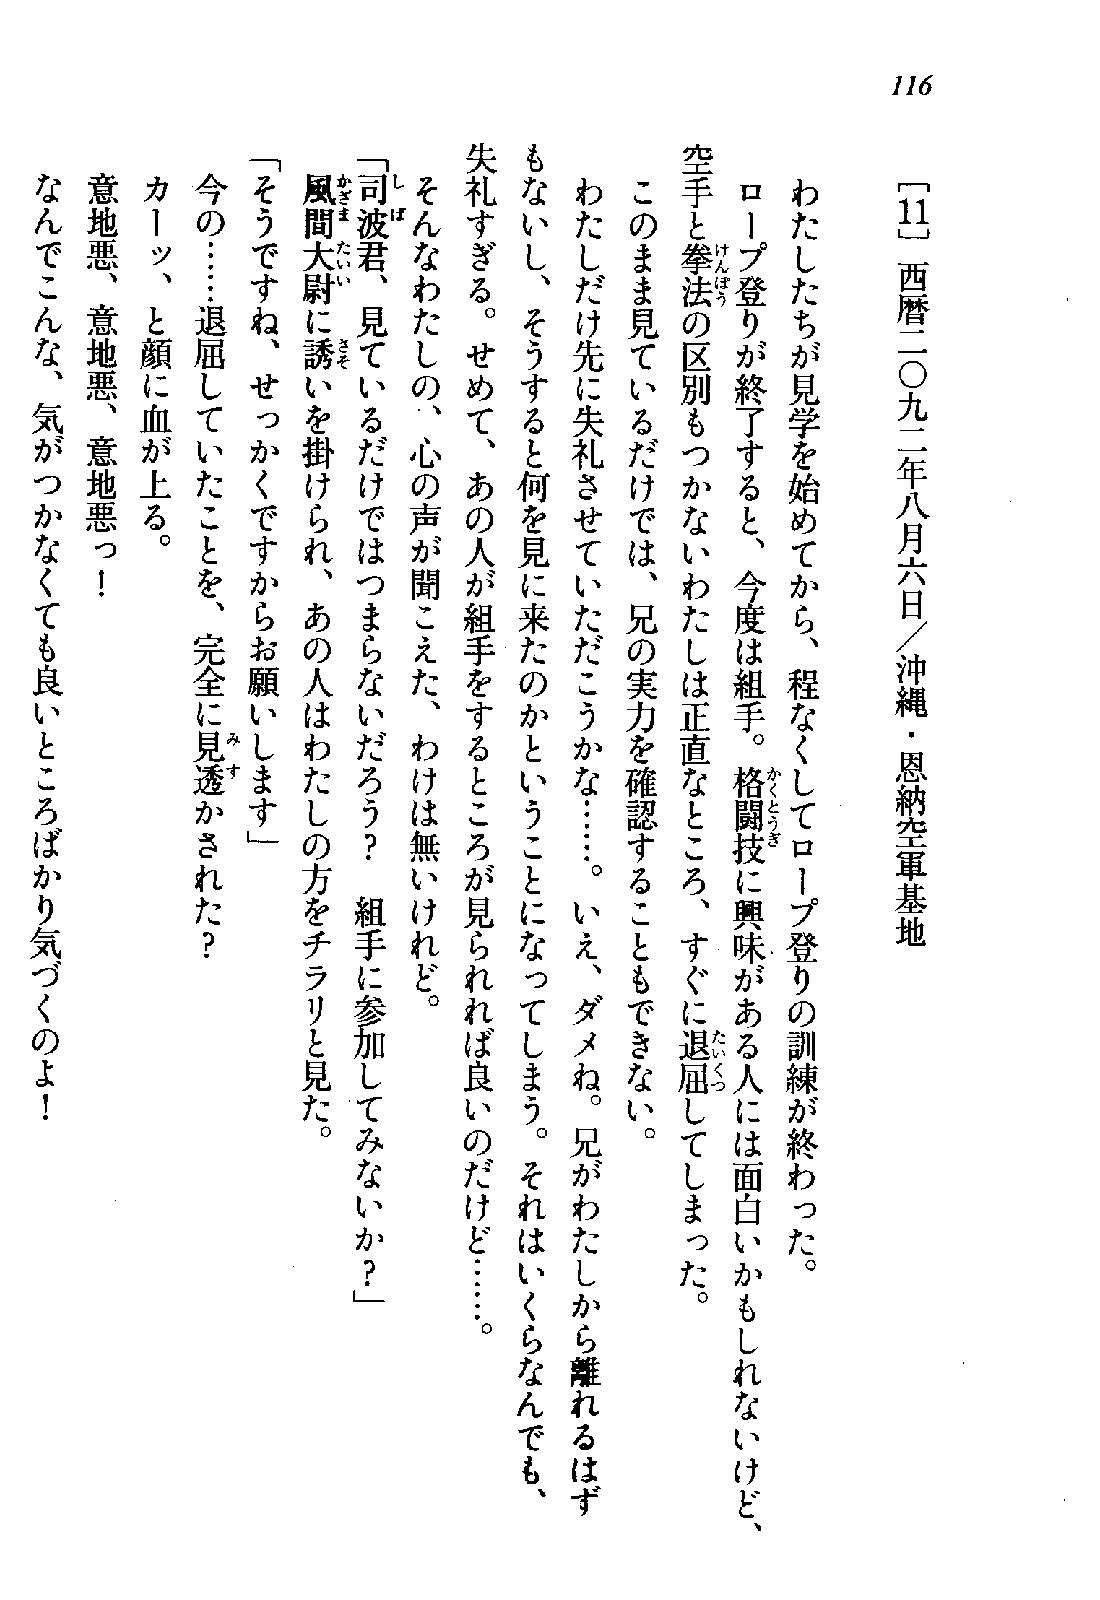 116
［11］西暦二〇九二年八月六日／沖縄・恩納空軍基地
わたしたちが見学を始めてから、程なくしてロープ登りの訓練が終わった。
ロープ登りが終了すると、今度は組手。格闘技に興味がある人には面白いかもしれないけど、
空手と拳法の区別もつかないわたしは正直なところ、すぐに退屈してしまった。
このまま見ているだけでは、兄の実力を確認することもできない。
わたしだけ先に失礼させていただこうかな……。いえ、ダメね。兄がわたしから離れるはず
もないし、そうすると何を見に来たのかということになってしまう。それはいくらなんでも、
失礼すぎる。せめて、あの人が組手をするところが見られれば良いのだけど……。
そんなわたしの、心の声が聞こえた、わけは無いけれど。
「司波君、見ているだけではつまらないだろう？　組手に参加してみないか？」
風間大尉に誘いを掛けられ、あの人はわたしの方をチラリと見た。
「そうですね、せっかくですからお願いします」
今の……退屈していたことを、完全に見透かされた？
カーッ、と顔に血が上る。
意地悪、意地悪、意地悪っ！
なんでこんな、気がつかなくても良いところばかり気づくのよ！